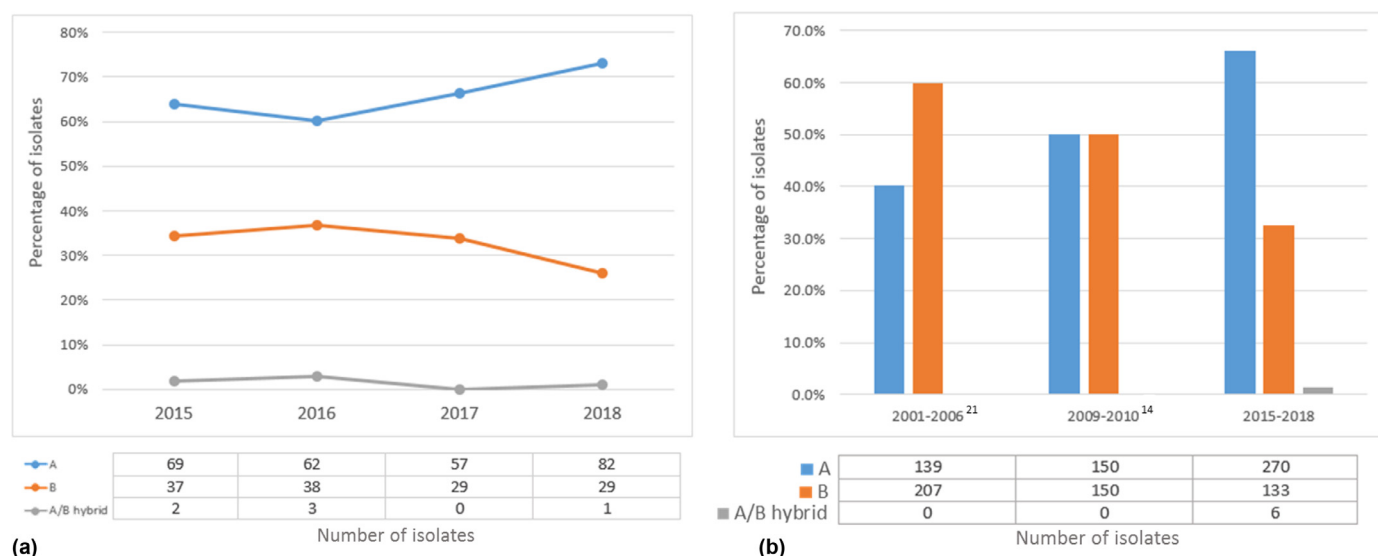 80%
70%
60%
50%
40%
30%
20%
10%
0%
Percentage of isolates
2015 2016 2017 2018
A 69 62 57 82
B 37 38 29 29
A/B hybrid 2 3 0 1
Number of isolates
(a)
70.0%
60.0%
50.0%
40.0%
30.0%
20.0%
10.0%
0.0%
Percentage of isolates
2001-2006 21 2009-2010 14 2015-2018
A 139 150 270
B 207 150 133
A/B hybrid 0 0 6
Number of isolates
(b)